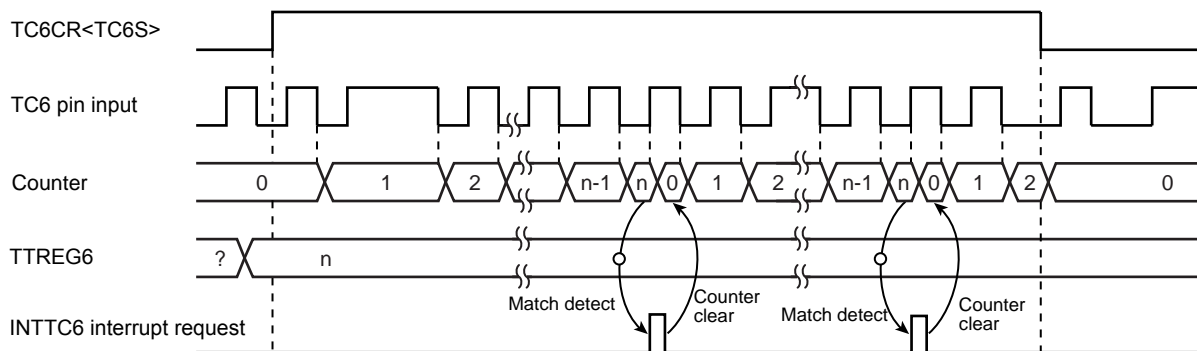 TC6CR<TC6S>
TC6 pin input
Counter
0 1 2 n-1 n 0 1 2 n-1 n 0 1 2 0
TTREG6
? n
Match detect
Counter
clear
Match detect
Counter
clear
INTTC6 interrupt request